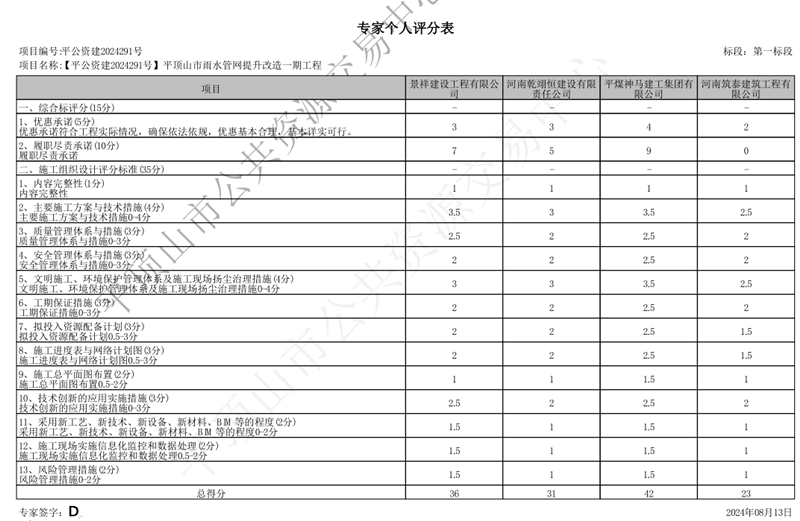 专家个人评分表
项目编号:平公资建2024291号 标段：第一标段
项目名称:【平公资建2024291号】平顶山市雨水管网提升改造一期工程
项目 景祥建设工程有限公司 河南乾翊恒建设有限责任公司 平煤神马建工集团有限公司 河南筑泰建筑工程有限公司
一、综合标评分(15分) － － － －
1、优惠承诺(5分)
优惠承诺符合工程实际情况，确保依法依规，优惠基本合理，基本详实可行。 3 3 4 2
2、履职尽责承诺(10分)
履职尽责承诺 7 5 9 0
二、施工组织设计评分标准(35分) － － － －
1、内容完整性(1分)
内容完整性 1 1 1 1
2、主要施工方案与技术措施(4分)
主要施工方案与技术措施0-4分 3.5 3 3.5 2.5
3、质量管理体系与措施(3分)
质量管理体系与措施0-3分 2.5 2 2 2
4、安全管理体系与措施(3分)
安全管理体系与措施0-3分 2 2 2.5 2
5、文明施工、环境保护管理体系及施工现场扬尘治理措施(4分)
文明施工、环境保护管理体系及施工现场扬尘治理措施0-4分 3 3 3.5 2.5
6、工期保证措施(3分)
工期保证措施0-3分 2 2 2.5 2
7、拟投入资源配备计划(3分)
拟投入资源配备计划0.5-3分 2 2 2.5 1.5
8、施工进度表与网络计划图(3分)
施工进度表与网络计划图0.5-3分 2 2 2.5 1.5
9、施工总平面图布置(2分)
施工总平面图布置0.5-2分 1 1 1.5 1
10、技术创新的应用实施措施(3分)
技术创新的应用实施措施0-3分 2.5 2 2.5 2
11、采用新工艺、新技术、新设备、新材料、BIM 等的程度(2分)
采用新工艺、新技术、新设备、新材料、BIM 等的程度0-2分 1.5 1 1.5 1
12、施工现场实施信息化监控和数据处理(2分)
施工现场实施信息化监控和数据处理0.5-2分 1.5 1 1.5 1
13、风险管理措施(2分)
风险管理措施0-2分 1.5 1 1.5 1
总得分 36 31 42 23
专家签字：D 2024年08月13日
平顶山市公共资源交易中心
平顶山市公共资源交易中心